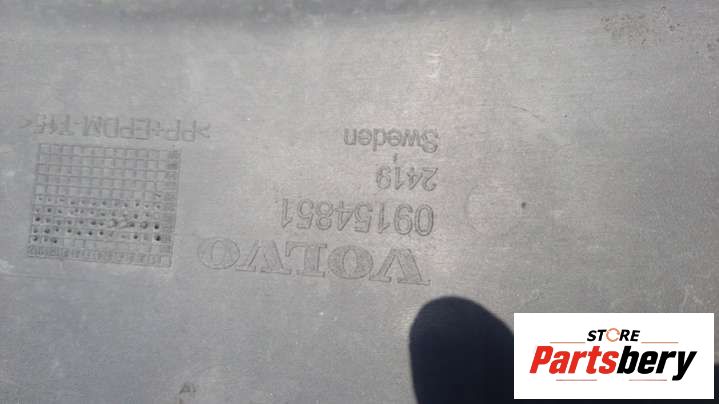 VOLVO
09154851
2419
Sweden
>PP+EPDM-T15<
STORE
Partsbery